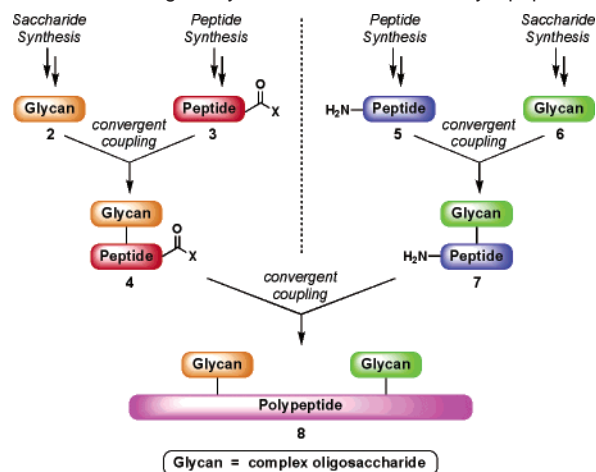 Saccharide Synthesis
Peptide Synthesis
Peptide Synthesis
Saccharide Synthesis
Glycan
2
Peptide
O
X
3
convergent coupling
H2N
Peptide
5
Glycan
6
convergent coupling
Glycan
Peptide
O
X
4
Glycan
H2N
Peptide
7
convergent coupling
Glycan
Glycan
Polypeptide
8
Glycan = complex oligosaccharide